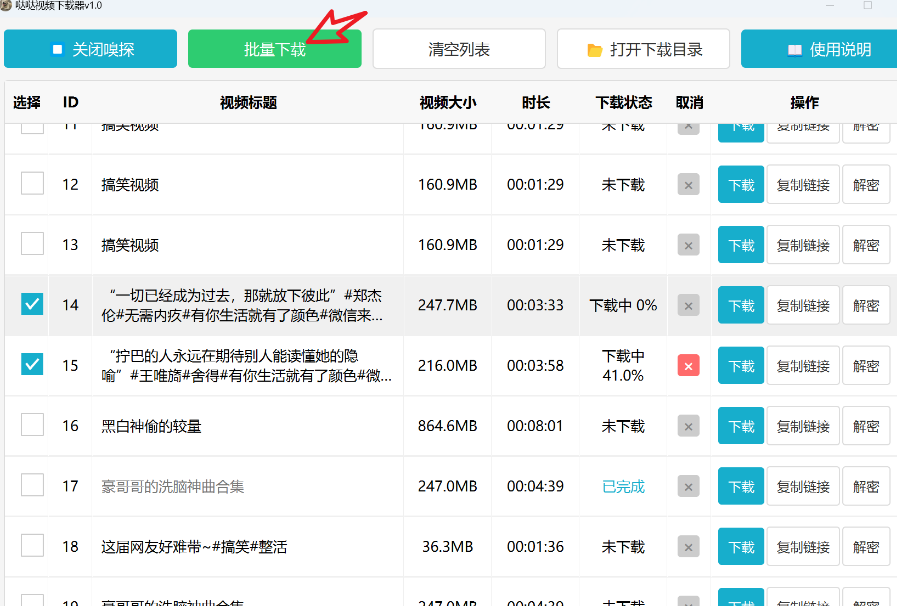 哒哒视频下载器v1.0
关闭嗅探 批量下载 清空列表 打开下载目录 使用说明
选择 ID 视频标题 视频大小 时长 下载状态 取消 操作
11 搞笑视频 160.9MB 00:01:29 未下载 × 下载 复制链接 解密
12 搞笑视频 160.9MB 00:01:29 未下载 × 下载 复制链接 解密
13 搞笑视频 160.9MB 00:01:29 未下载 × 下载 复制链接 解密
14 “一切已经成为过去，那就放下彼此”#郑杰 247.7MB 00:03:33 下载中 0% × 下载 复制链接 解密
伦#无需内疚#有你生活就有了颜色#微信来...
15 “拧巴的人永远在期待别人能读懂她的隐 216.0MB 00:03:58 下载中 × 下载 复制链接 解密
喻”#王唯旖#舍得#有你生活就有了颜色#微... 41.0%
16 黑白神偷的较量 864.6MB 00:08:01 未下载 × 下载 复制链接 解密
17 豪哥哥的洗脑神曲合集 247.0MB 00:04:39 已完成 × 下载 复制链接 解密
18 这届网友好难带~#搞笑#整活 36.3MB 00:01:36 未下载 × 下载 复制链接 解密
19 豪哥哥的洗脑神曲合集 247.0MB 00:04:39 × 下载 复制链接 解密